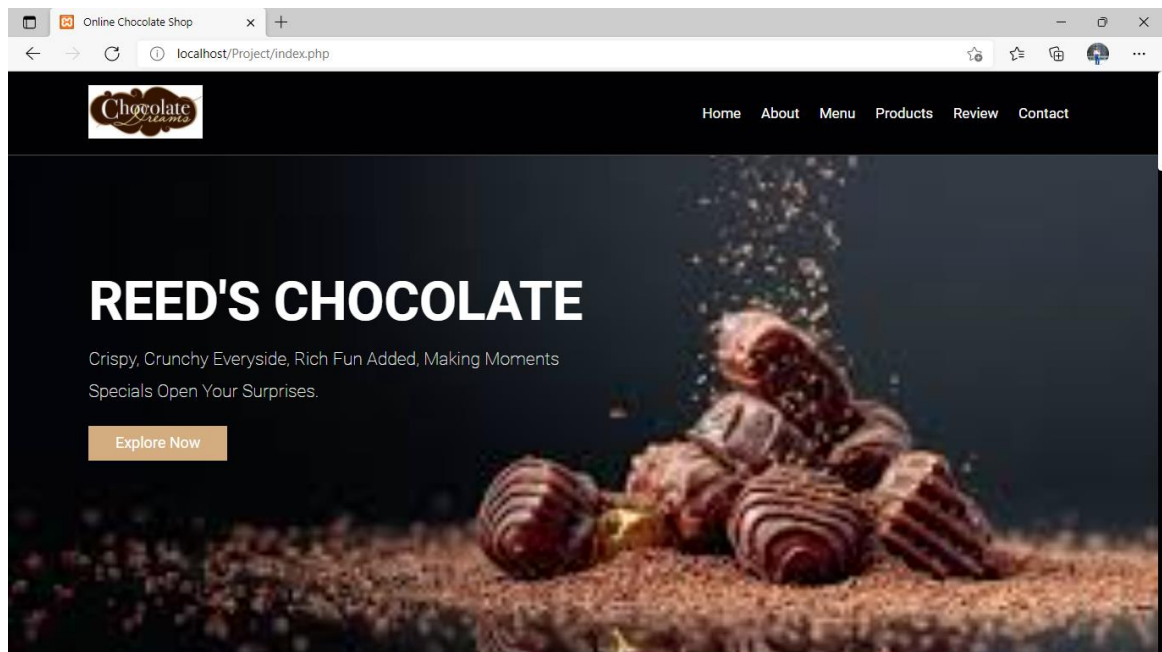 Online Chocolate Shop
localhost/Project/index.php
Chocolate
Dreams
Home About Menu Products Review Contact
REED'S CHOCOLATE
Crispy, Crunchy Everyside, Rich Fun Added, Making Moments
Specials Open Your Surprises.
Explore Now